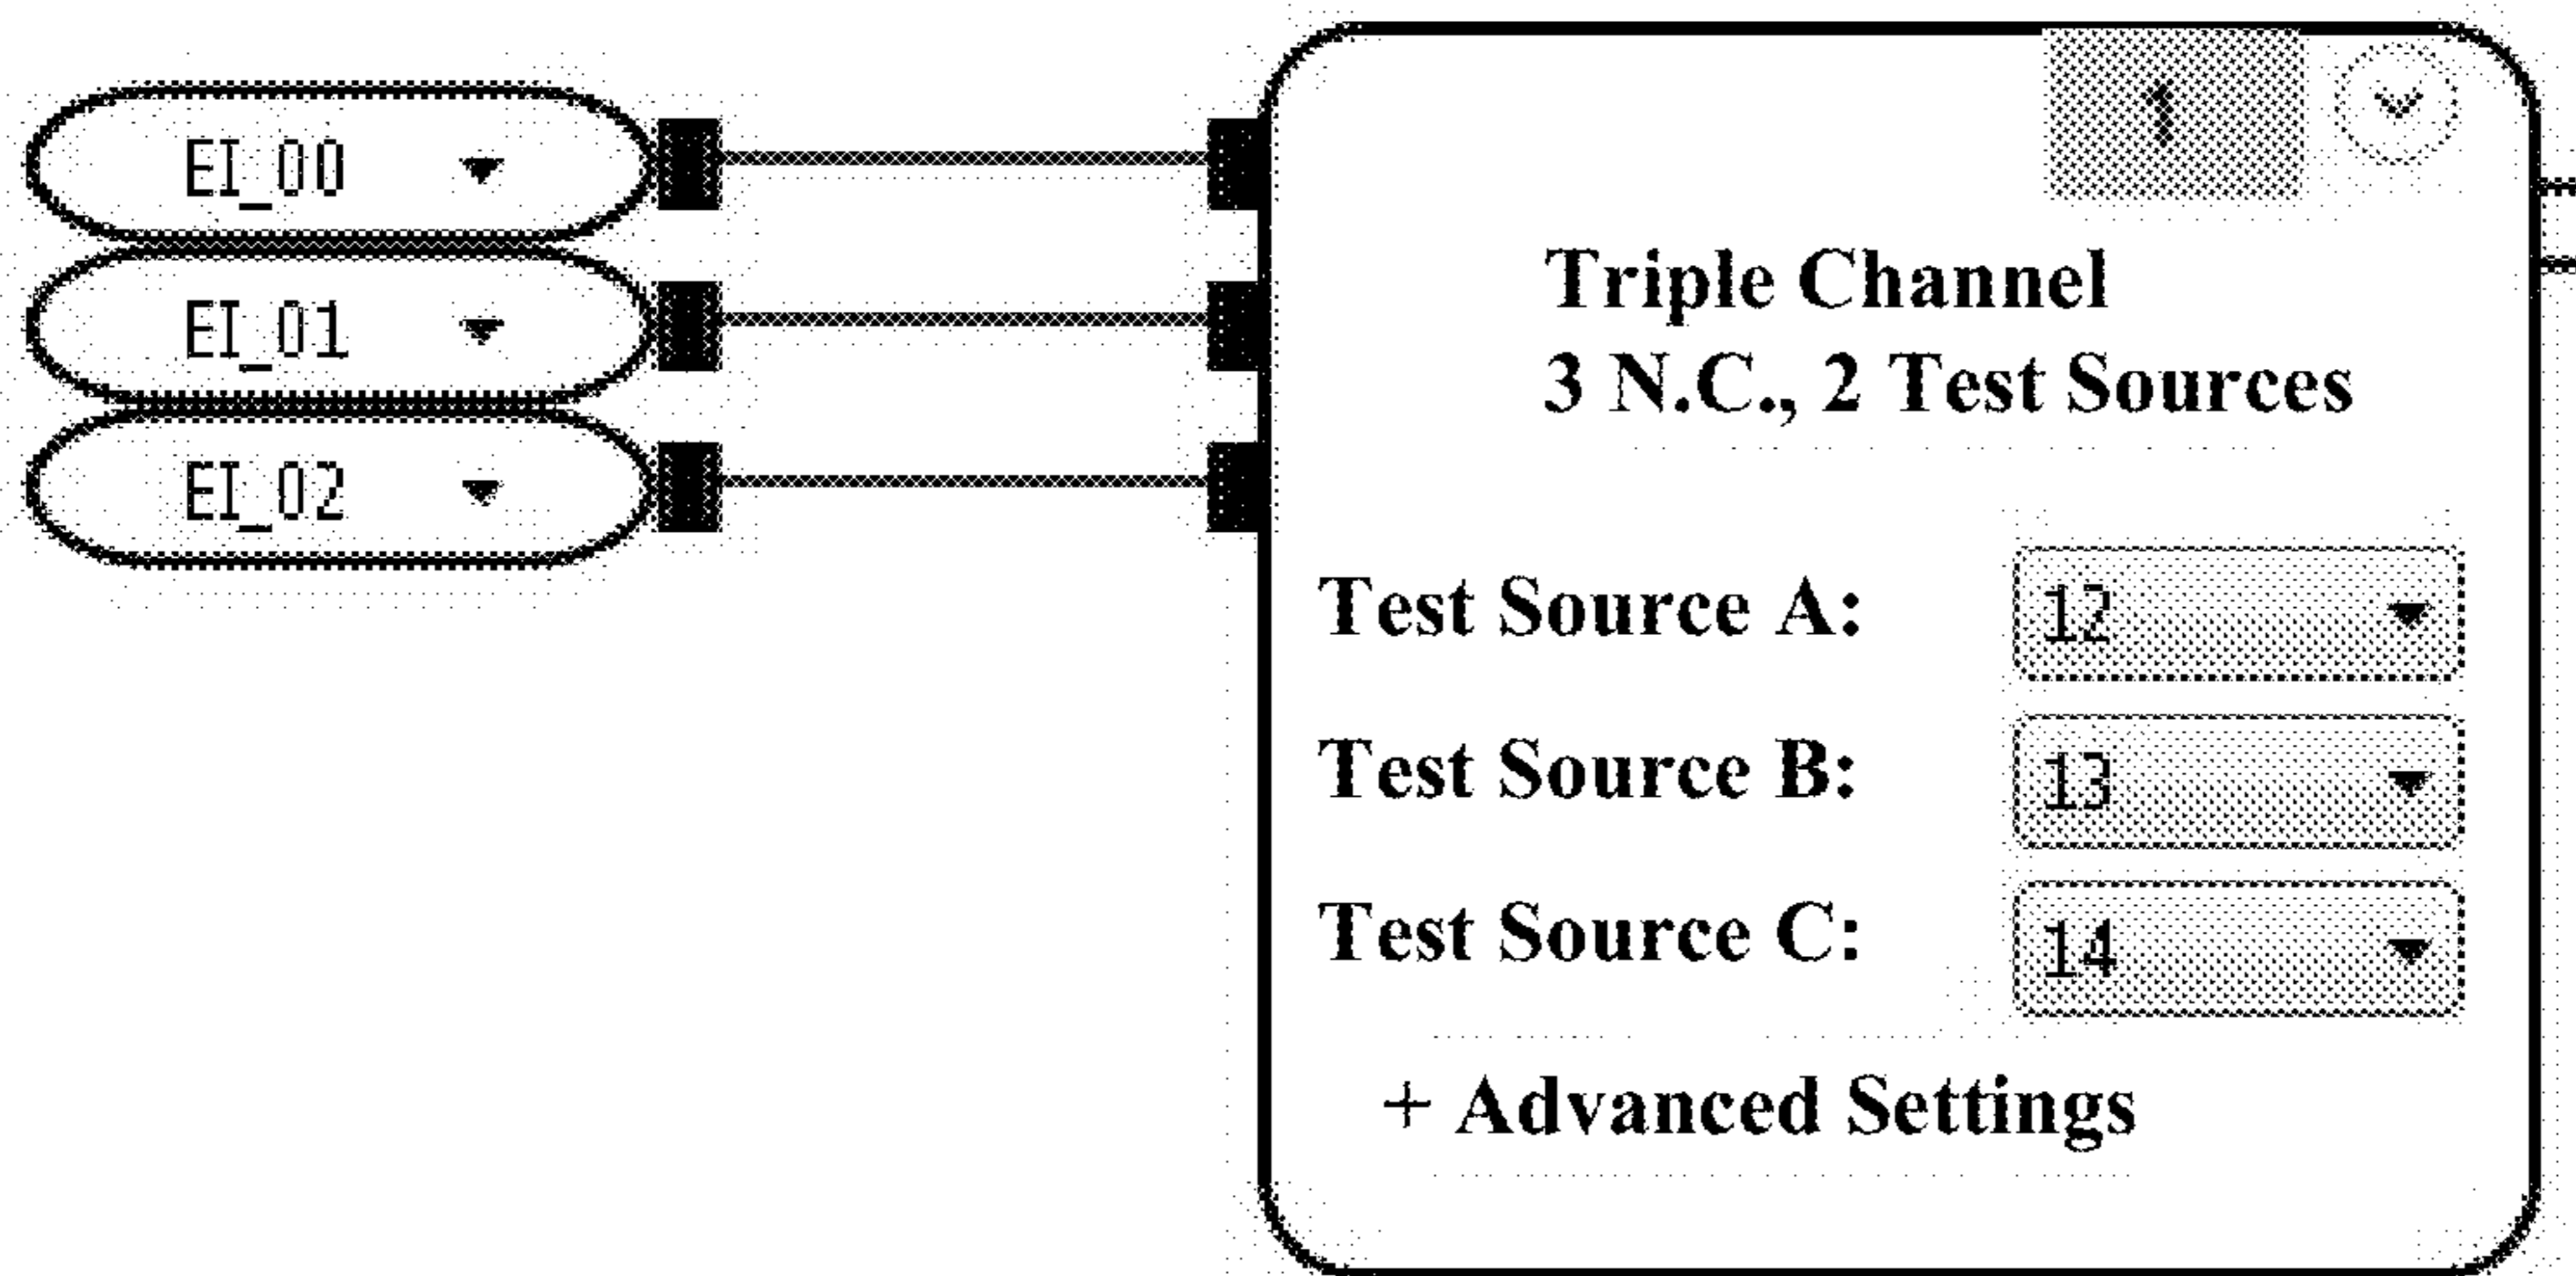 EI_00
EI_01
EI_02
1
Triple Channel
3 N.C., 2 Test Sources
Test Source A: 12
Test Source B: 13
Test Source C: 14
+ Advanced Settings